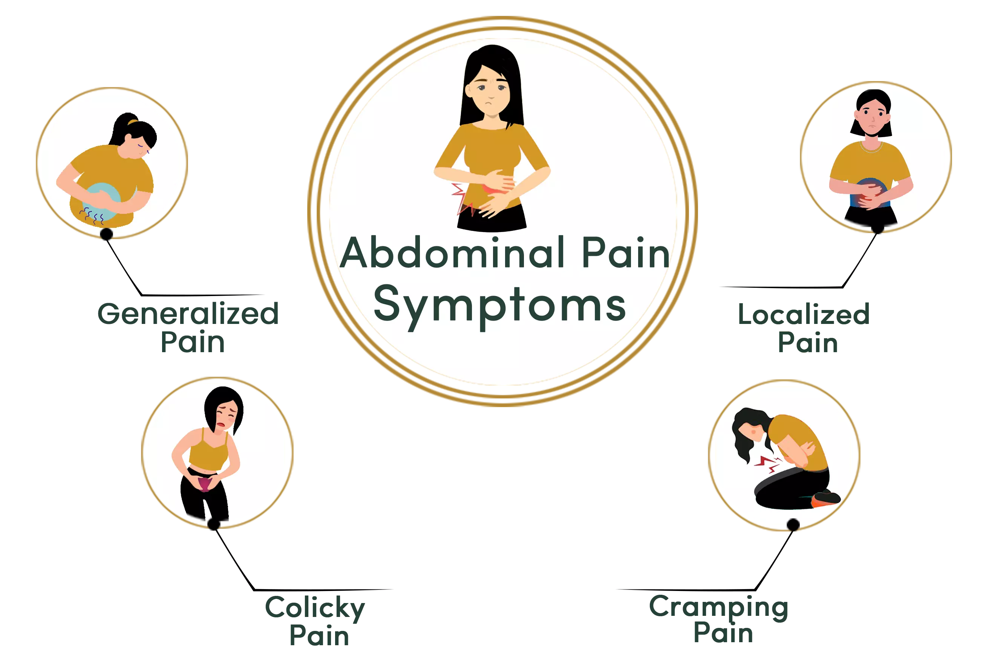 Abdominal Pain
Symptoms
Generalized
Pain
Localized
Pain
Colicky
Pain
Cramping
Pain